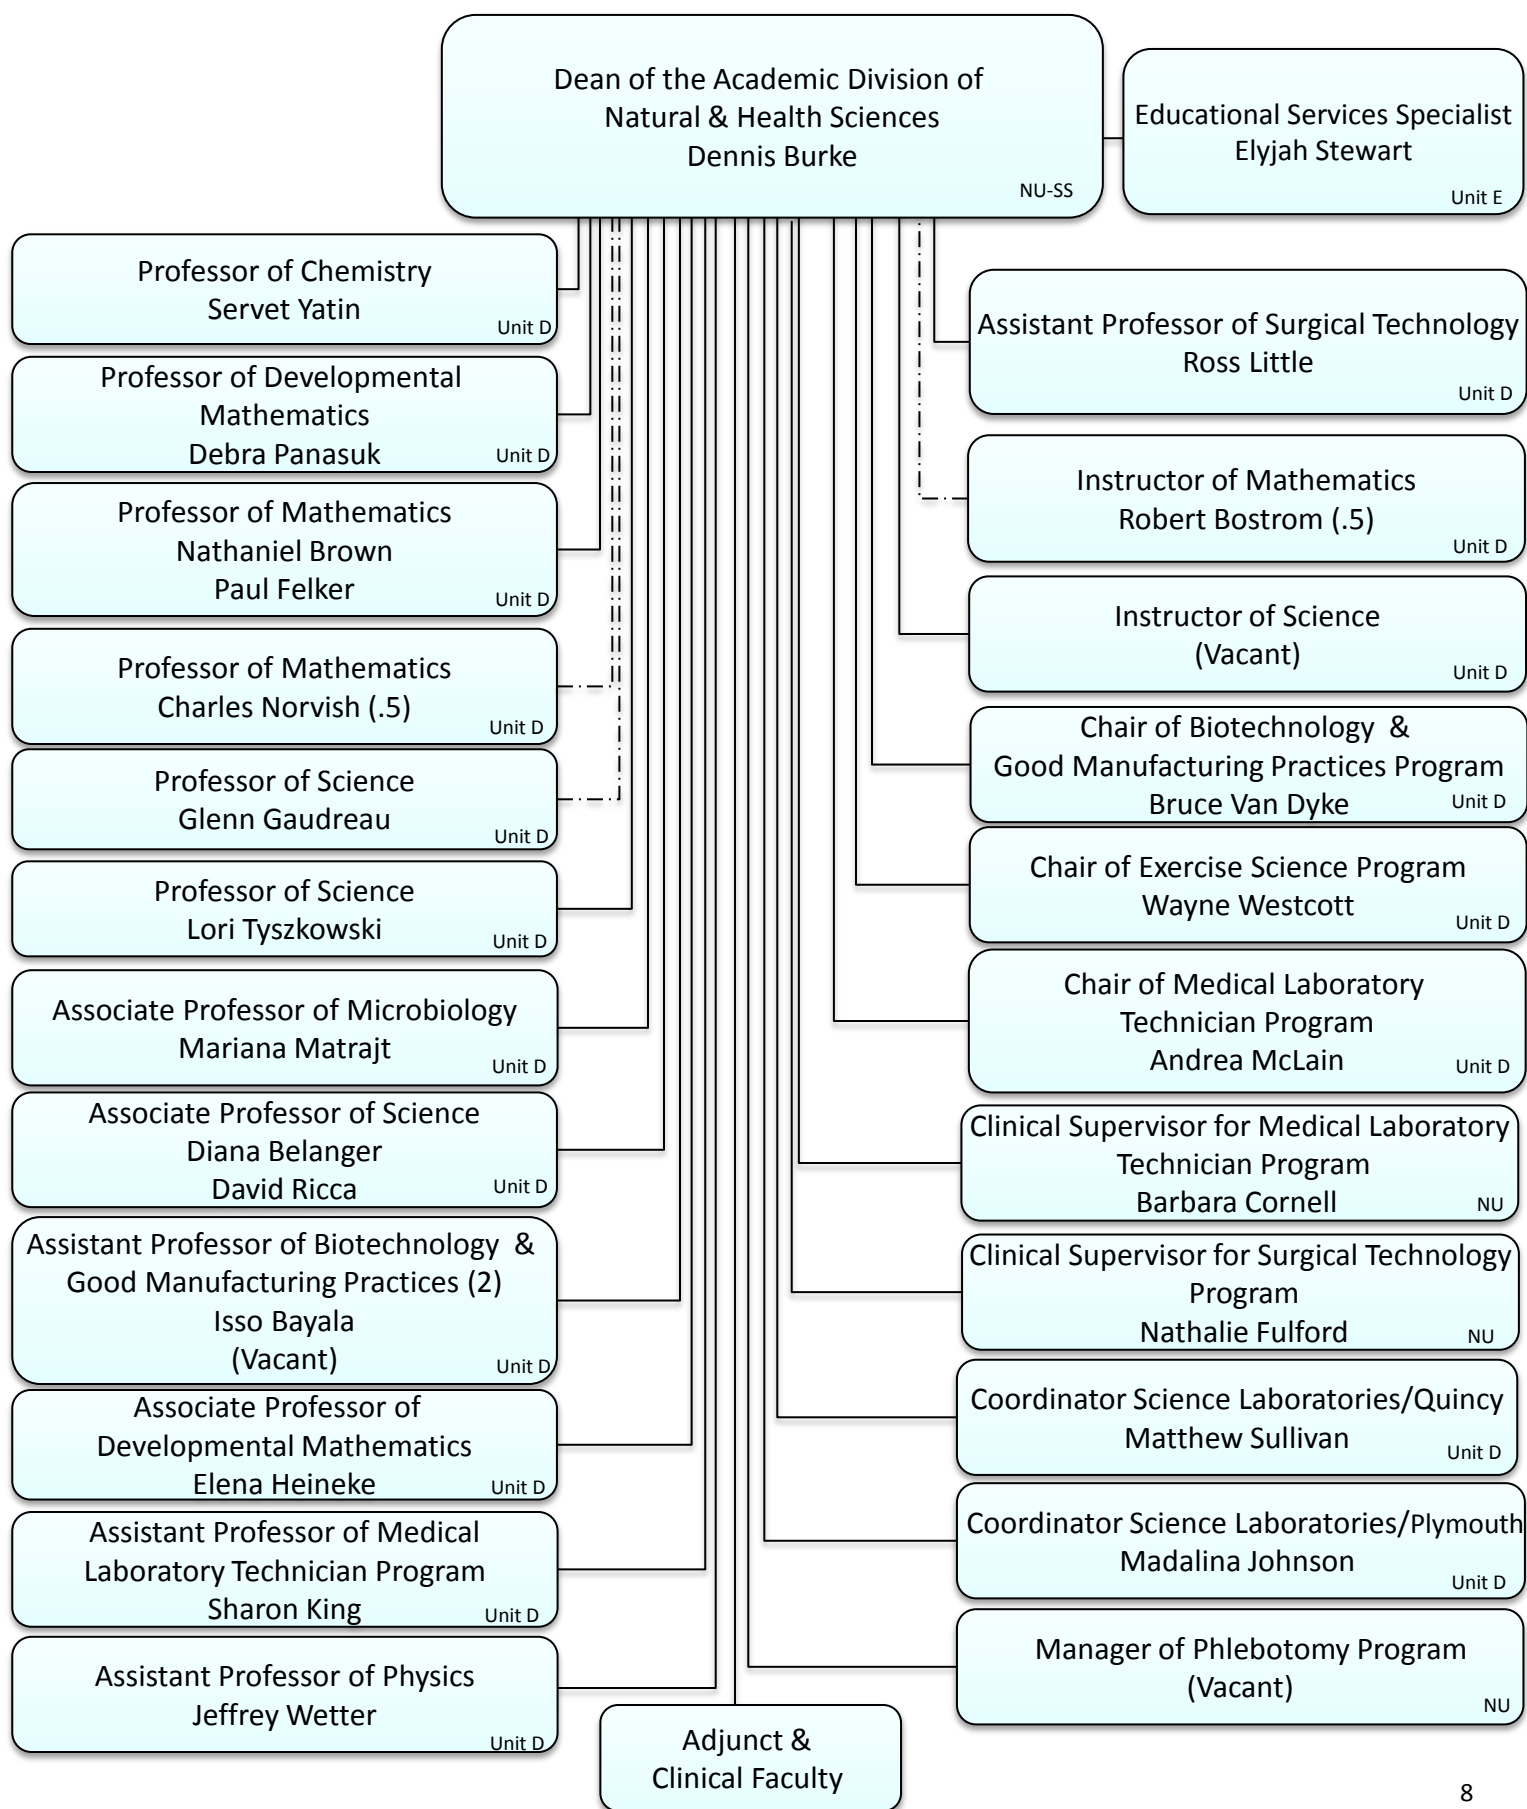 Dean of the Academic Division of
Natural & Health Sciences
Dennis Burke
NU-SS
Educational Services Specialist
Elyjah Stewart
Unit E
Professor of Chemistry
Servet Yatin
Unit D
Professor of Developmental
Mathematics
Debra Panasuk
Unit D
Professor of Mathematics
Nathaniel Brown
Paul Felker
Unit D
Professor of Mathematics
Charles Norvish (.5)
Unit D
Professor of Science
Glenn Gaudreau
Unit D
Professor of Science
Lori Tyszkowski
Unit D
Associate Professor of Microbiology
Mariana Matrajt
Unit D
Associate Professor of Science
Diana Belanger
David Ricca
Unit D
Assistant Professor of Biotechnology &
Good Manufacturing Practices (2)
Isso Bayala
(Vacant)
Unit D
Associate Professor of
Developmental Mathematics
Elena Heineke
Unit D
Assistant Professor of Medical
Laboratory Technician Program
Sharon King
Unit D
Assistant Professor of Physics
Jeffrey Wetter
Unit D
Adjunct &
Clinical Faculty
Assistant Professor of Surgical Technology
Ross Little
Unit D
Instructor of Mathematics
Robert Bostrom (.5)
Unit D
Instructor of Science
(Vacant)
Unit D
Chair of Biotechnology &
Good Manufacturing Practices Program
Bruce Van Dyke
Unit D
Chair of Exercise Science Program
Wayne Westcott
Unit D
Chair of Medical Laboratory
Technician Program
Andrea McLain
Unit D
Clinical Supervisor for Medical Laboratory
Technician Program
Barbara Cornell
NU
Clinical Supervisor for Surgical Technology
Program
Nathalie Fulford
NU
Coordinator Science Laboratories/Quincy
Matthew Sullivan
Unit D
Coordinator Science Laboratories/Plymouth
Madalina Johnson
Unit D
Manager of Phlebotomy Program
(Vacant)
NU
8